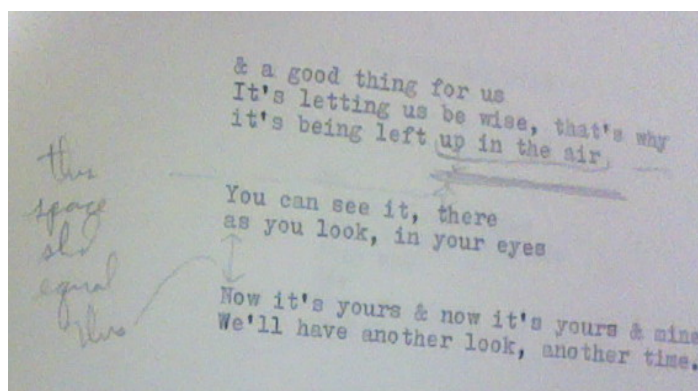 & a good thing for us
It's letting us be wise, that's why
it's being left up in the air
You can see it, there
as you look, in your eyes
Now it's yours & now it's yours & mine
We'll have another look, another time.
this
space
shd
equal
this